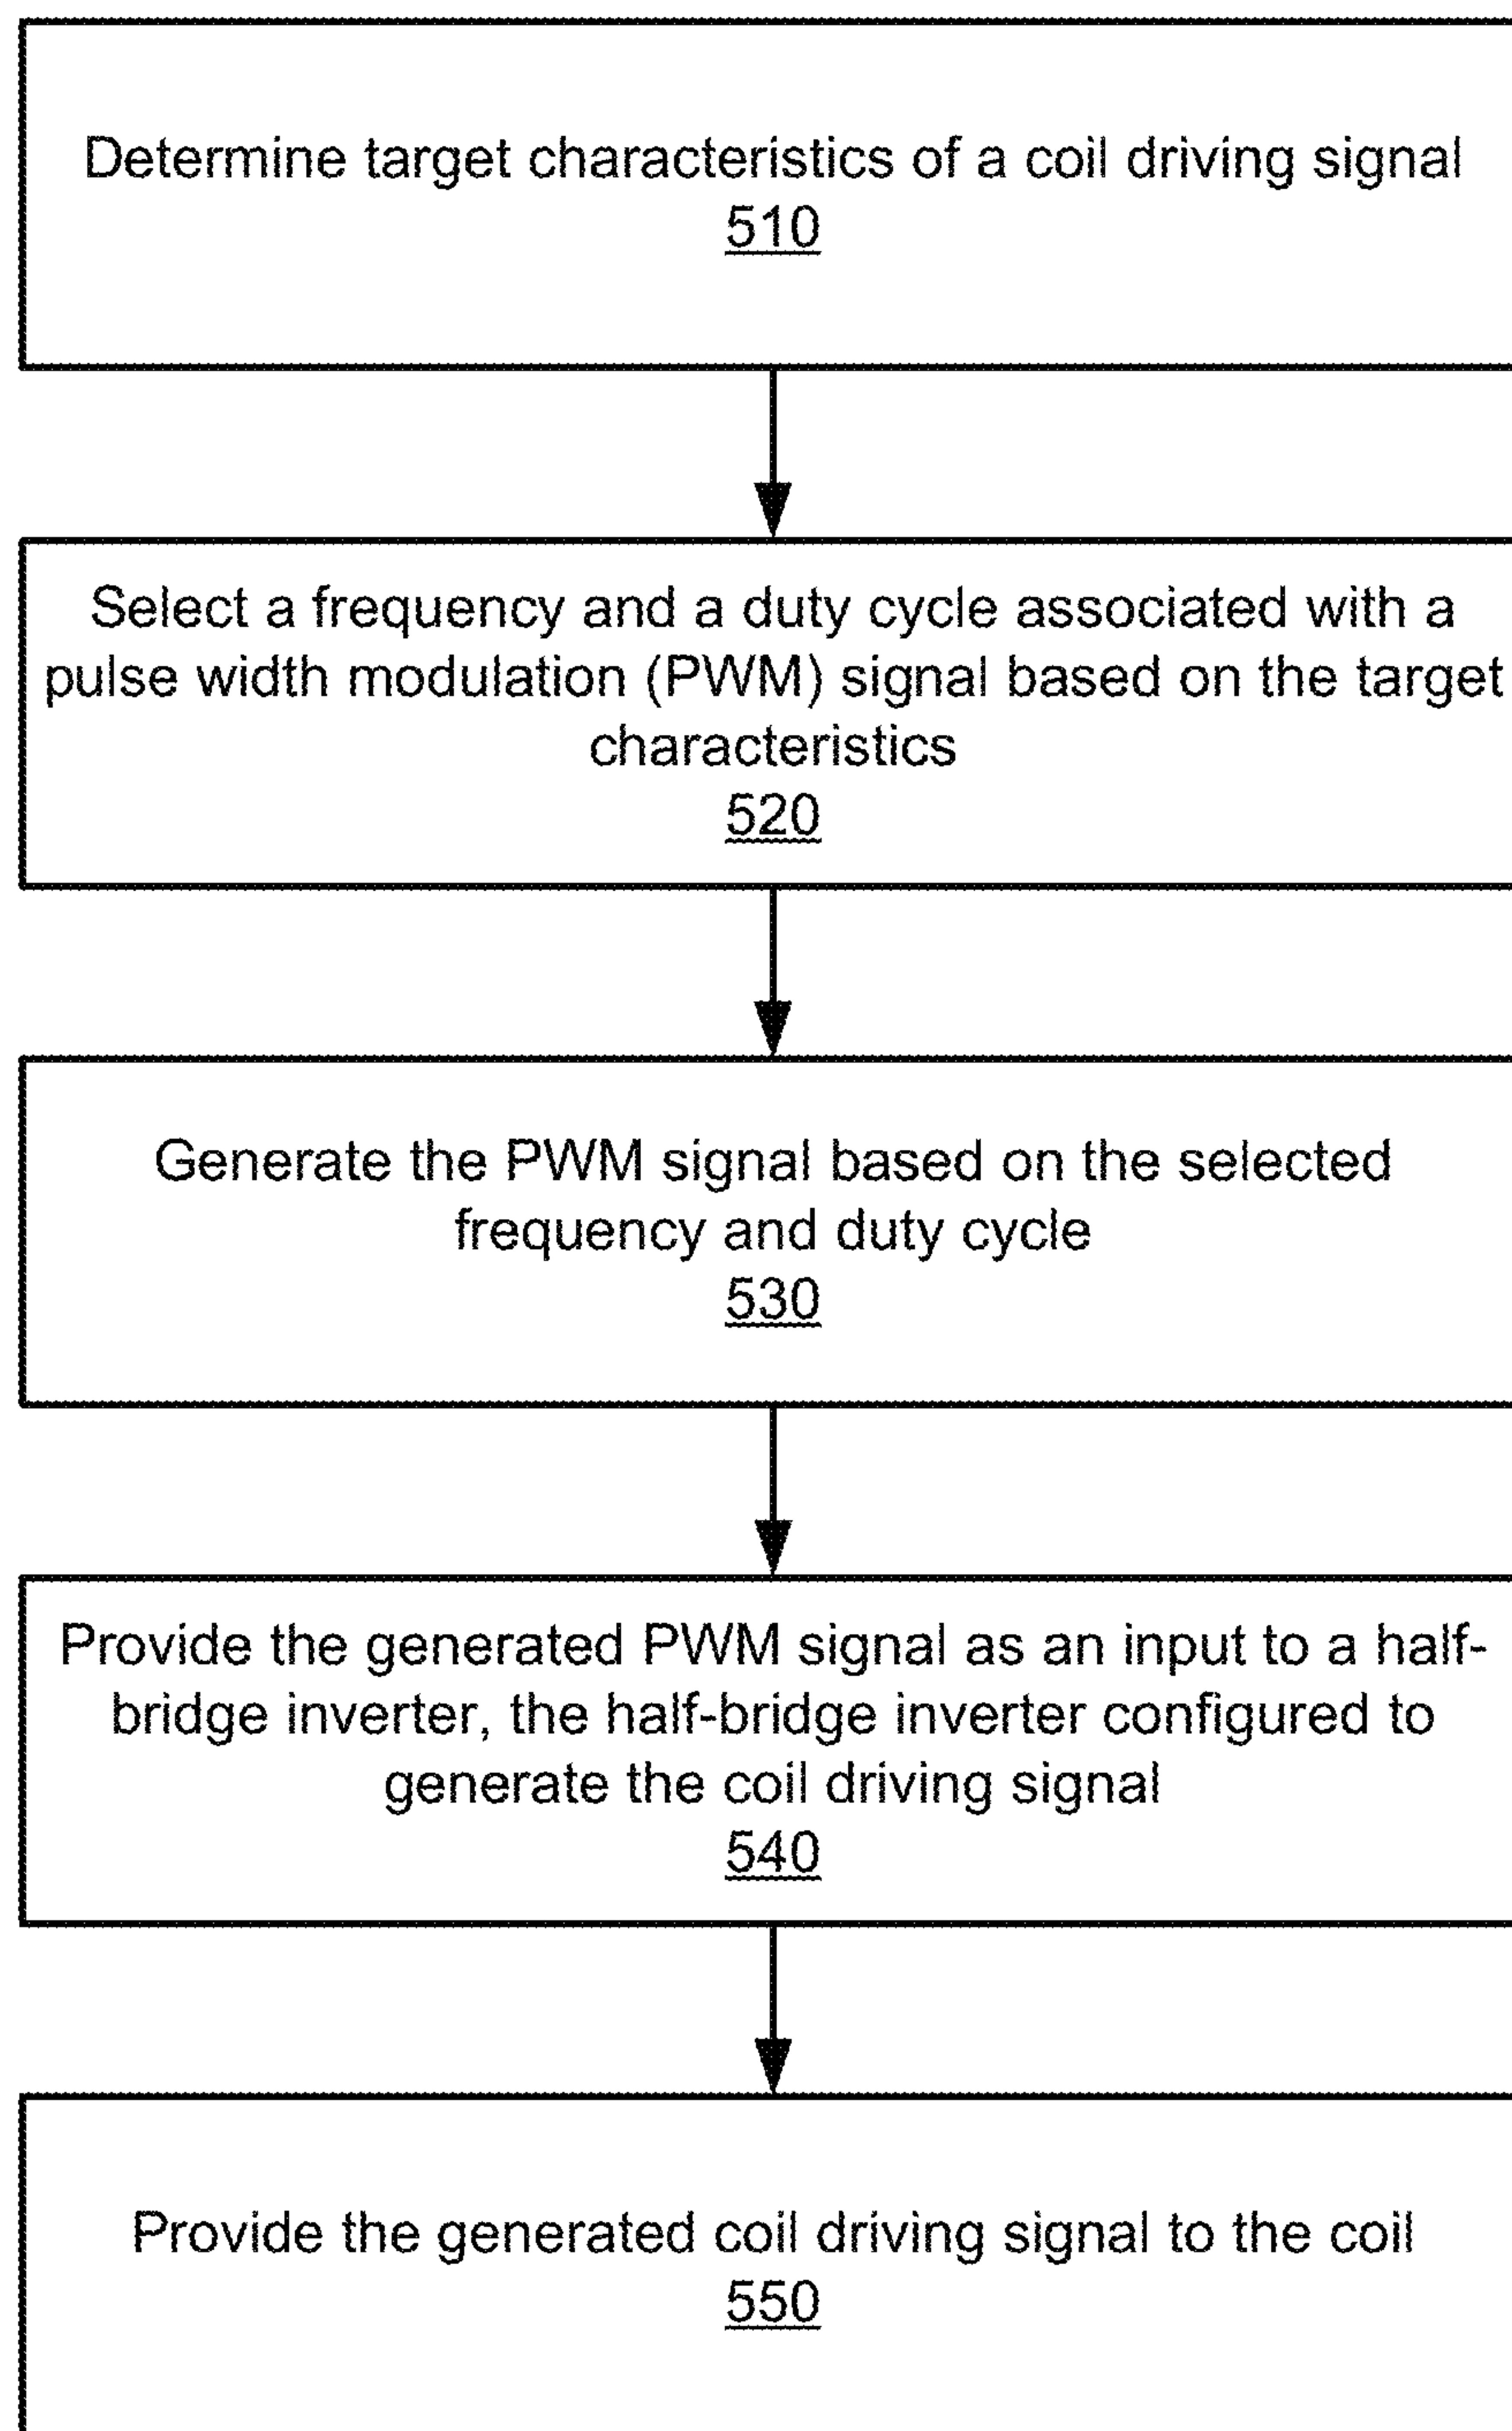 Determine target characteristics of a coil driving signal
510
Select a frequency and a duty cycle associated with a
pulse width modulation (PWM) signal based on the target
characteristics
520
Generate the PWM signal based on the selected
frequency and duty cycle
530
Provide the generated PWM signal as an input to a half-
bridge inverter, the half-bridge inverter configured to
generate the coil driving signal
540
Provide the generated coil driving signal to the coil
550